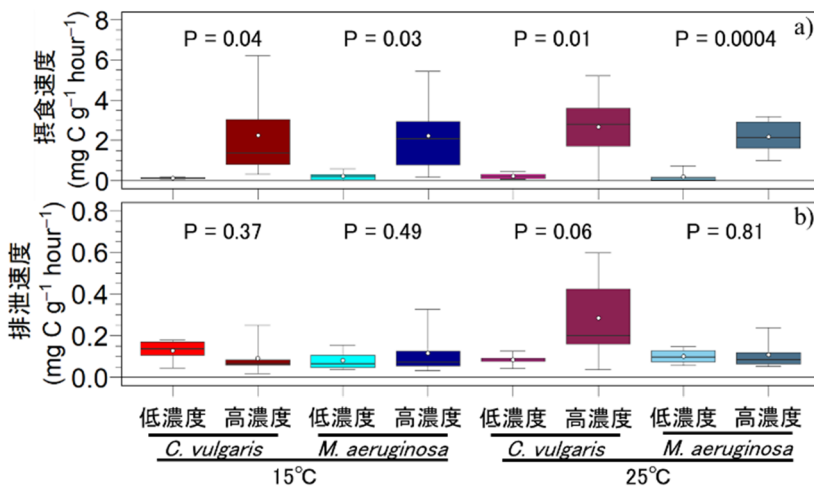 摂食速度
(mg C g⁻¹ hour⁻¹)
8
6
4
2
0
P = 0.04
P = 0.03
P = 0.01
P = 0.0004
a)
排泄速度
(mg C g⁻¹ hour⁻¹)
0.8
0.6
0.4
0.2
0.0
P = 0.37
P = 0.49
P = 0.06
P = 0.81
b)
低濃度 高濃度 低濃度 高濃度 低濃度 高濃度 低濃度 高濃度
C. vulgaris M. aeruginosa C. vulgaris M. aeruginosa
15℃ 25℃